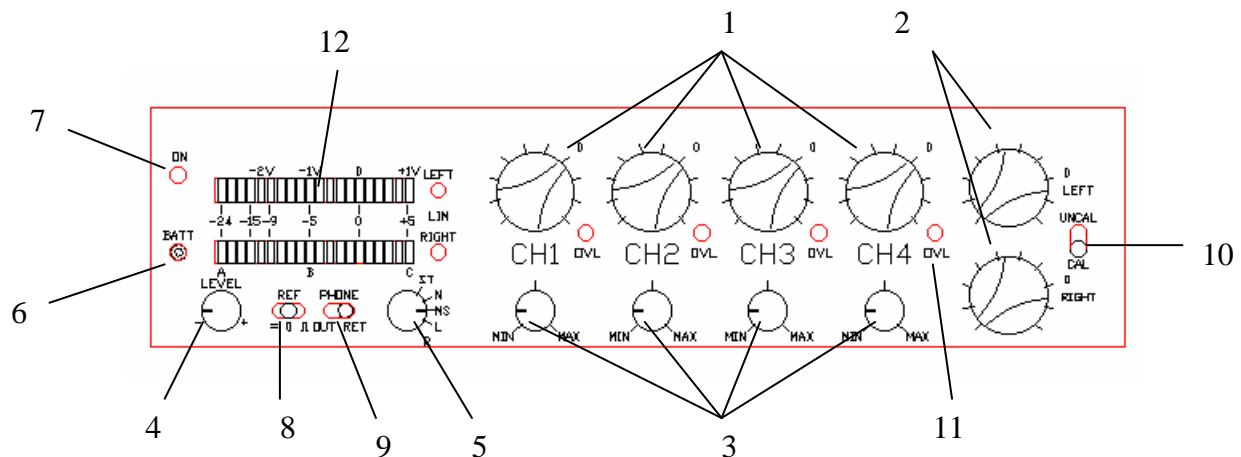 1
2
12
7
ON
-2V -1V 0 +1V
LEFT
-24 -15 -9 -5 0 +5
LIN
BATT
RIGHT
A B C
6
LEVEL
- +
REF
= 0 ⎍
PHONE
OUT RET
ST
N
NS
L
R
0
0
0
0
CH1
OVL
CH2
OVL
CH3
OVL
CH4
OVL
MIN MAX
MIN MAX
MIN MAX
MIN MAX
0
LEFT
UNCAL
CAL
0
RIGHT
10
4
8
9
5
3
11